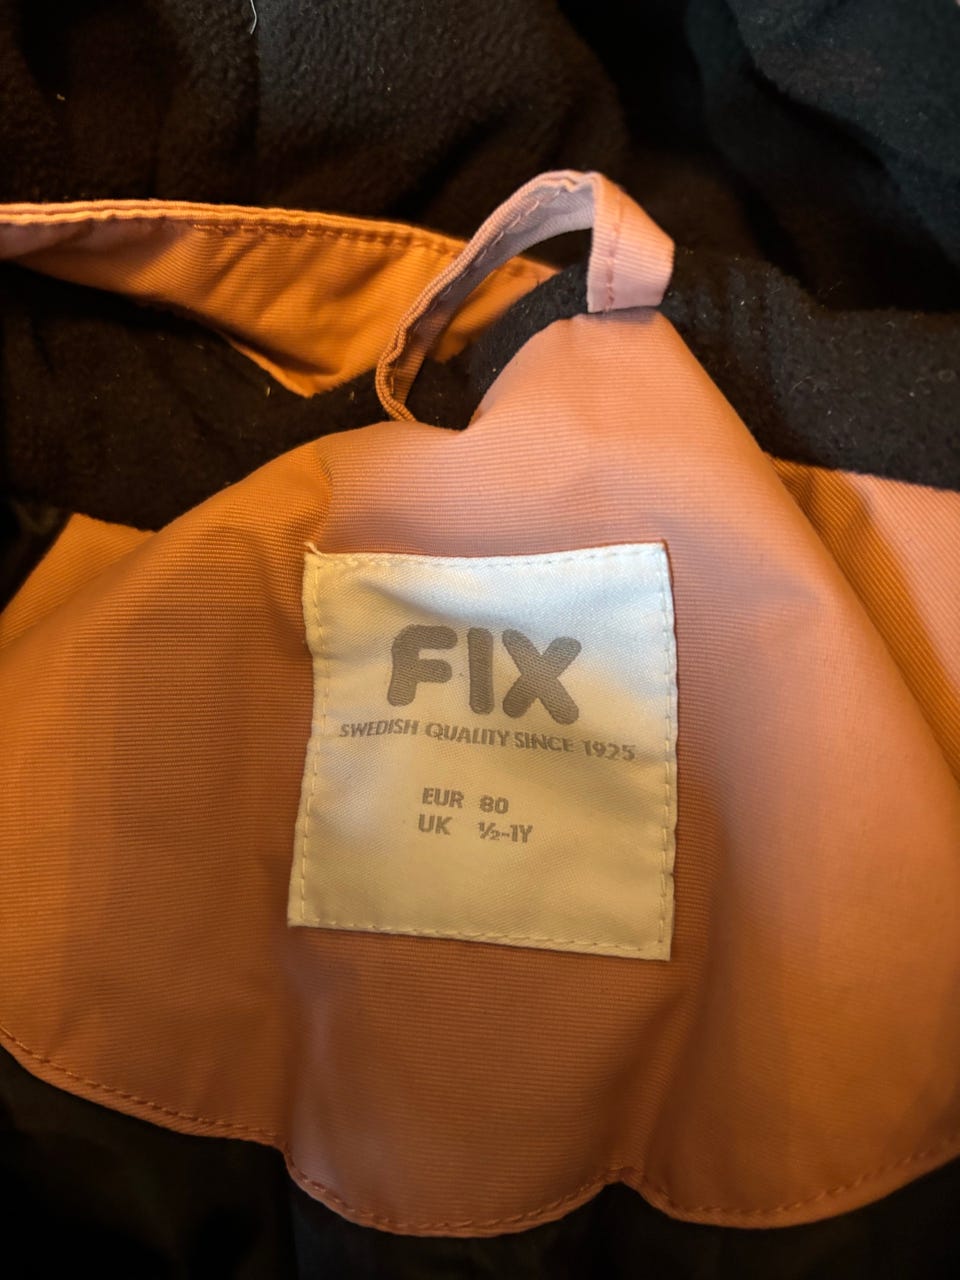 FIX
SWEDISH QUALITY SINCE 1925
EUR 80
UK ½-1Y